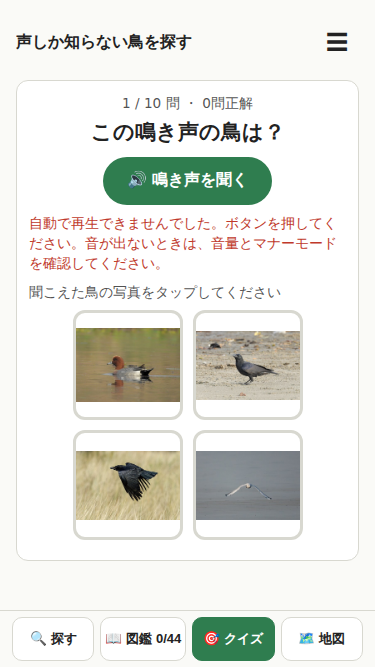 声しか知らない鳥を探す
1 / 10 問 ・ 0問正解
この鳴き声の鳥は？
🔊 鳴き声を聞く
自動で再生できませんでした。ボタンを押してく
ださい。音が出ないときは、音量とマナーモード
を確認してください。
聞こえた鳥の写真をタップしてください
🔍 探す
📖 図鑑 0/44
🎯 クイズ
🗺️ 地図